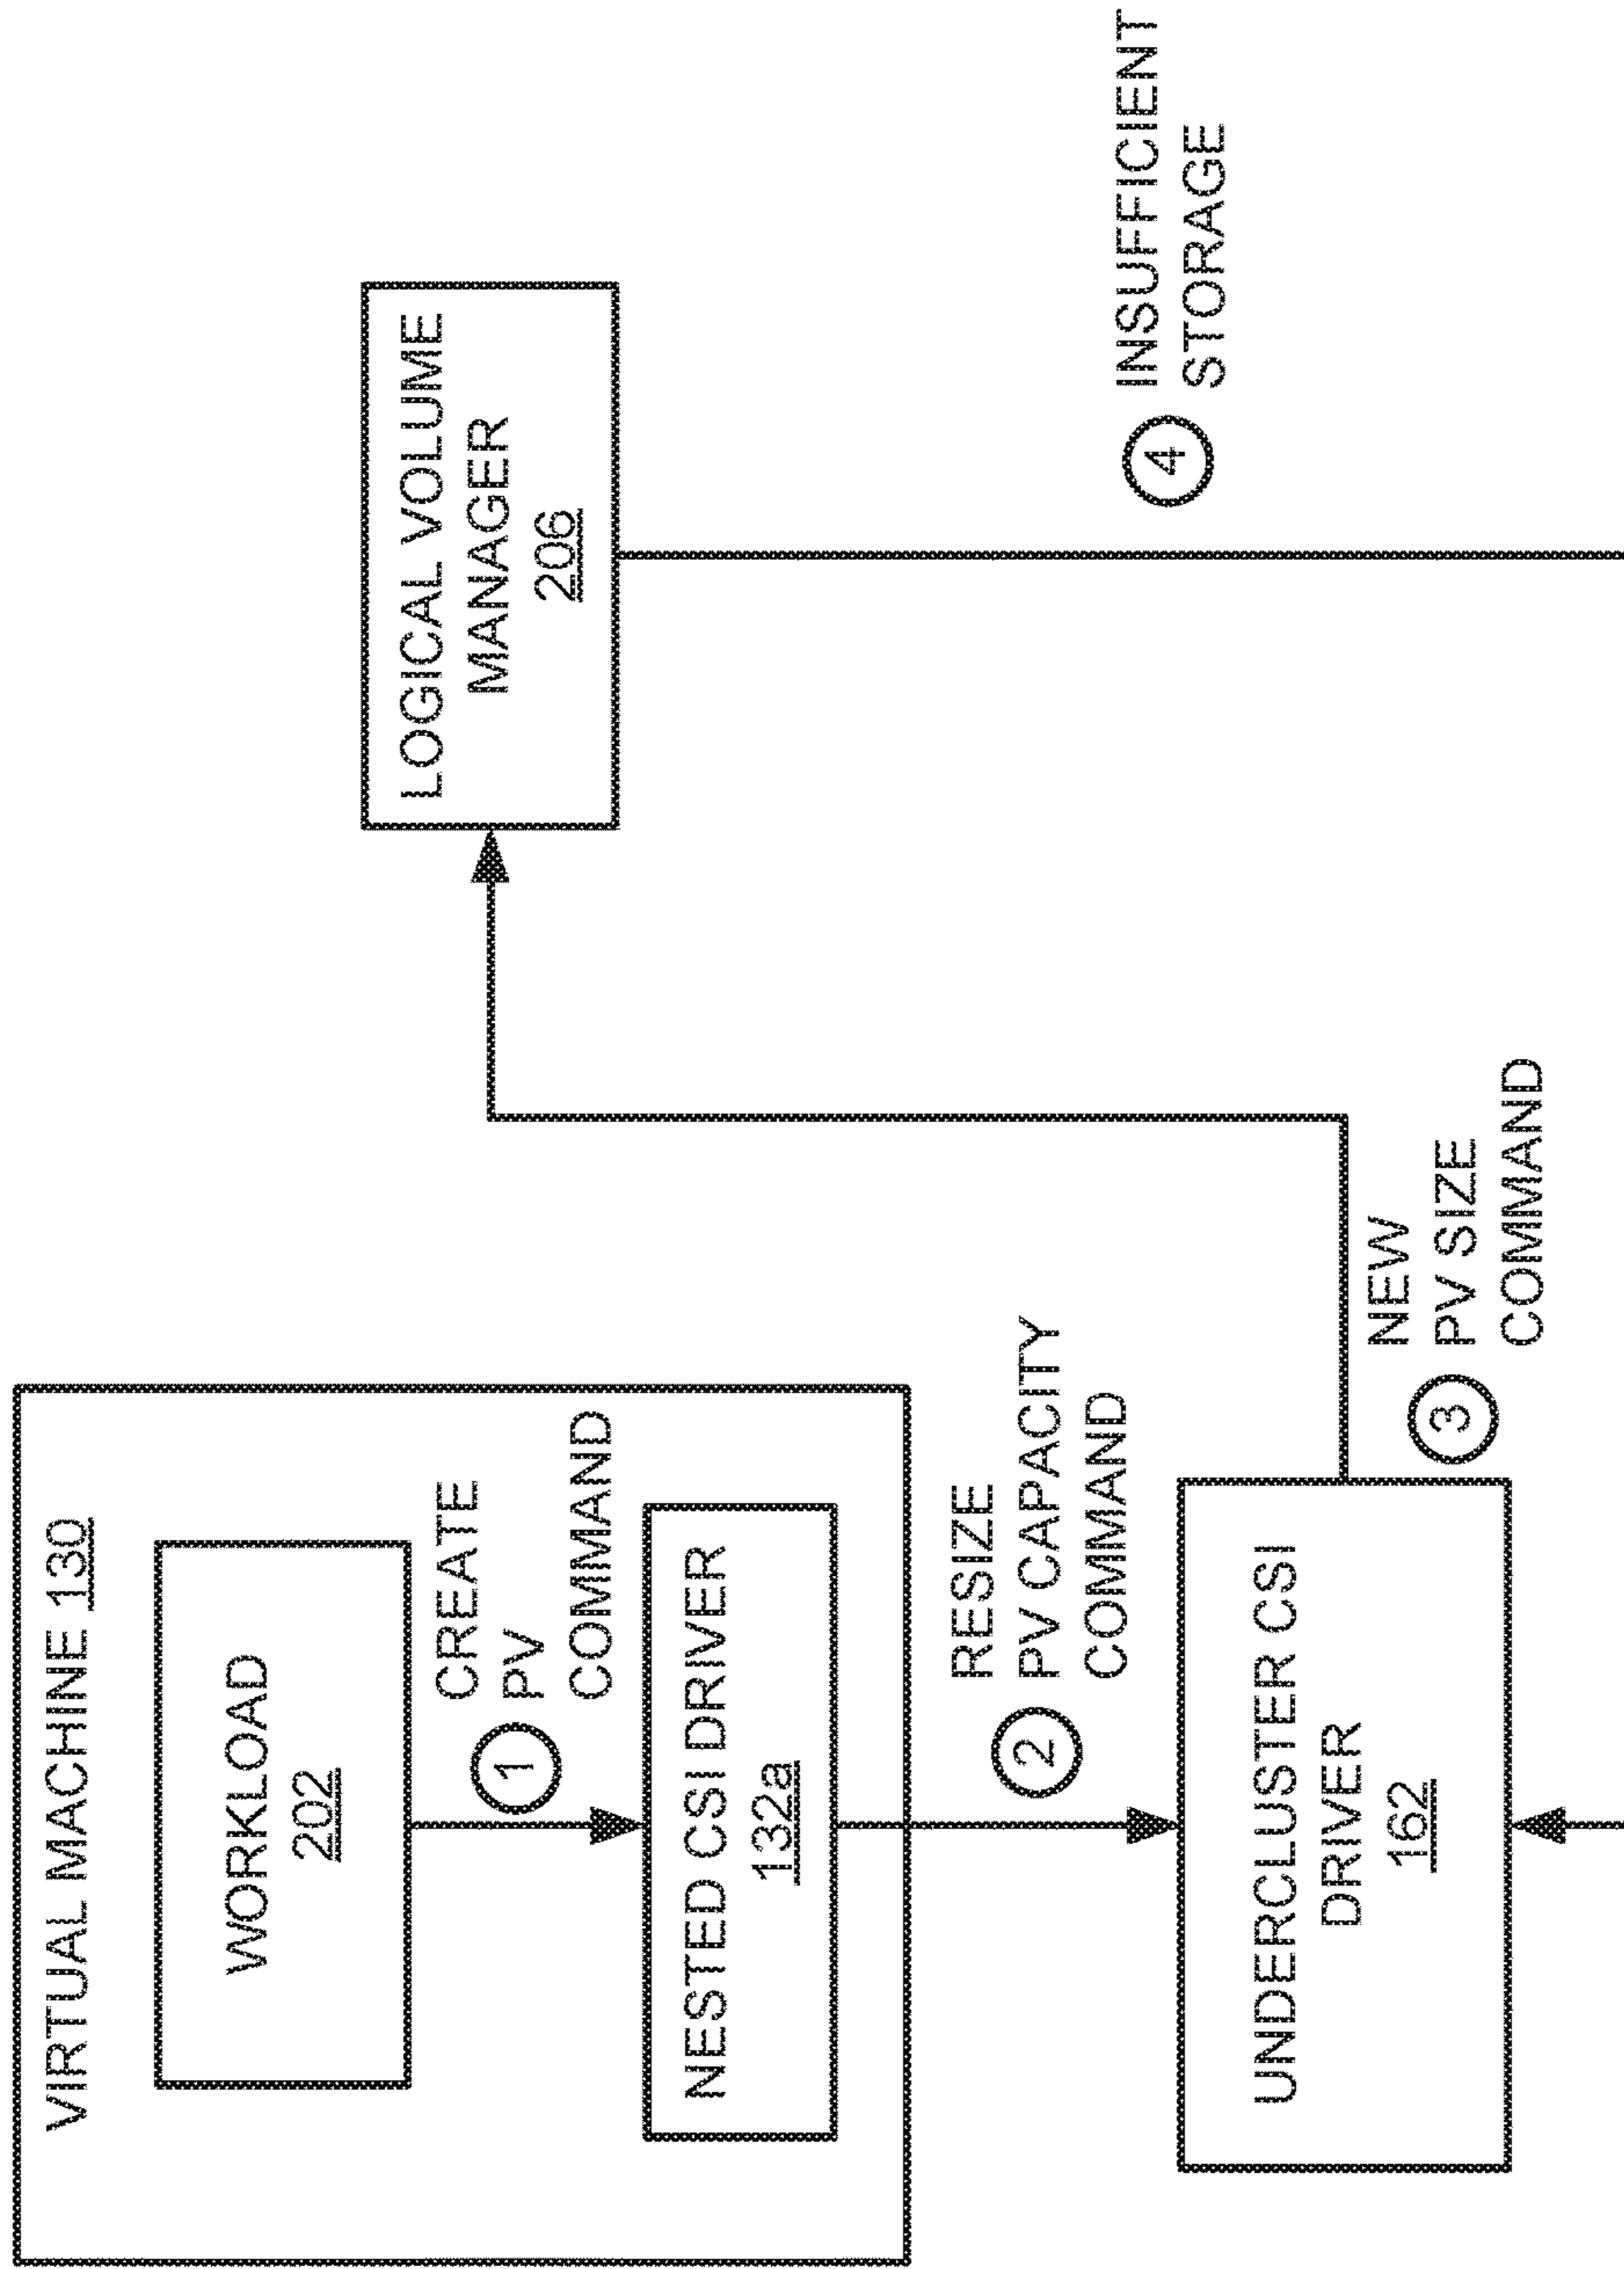 VIRTUAL MACHINE 130
WORKLOAD
202
1
CREATE
PV
COMMAND
NESTED CSI DRIVER
132a
2
RESIZE
PV CAPACITY
COMMAND
UNDERCLUSTER CSI
DRIVER
162
3
NEW
PV SIZE
COMMAND
LOGICAL VOLUME
MANAGER
206
4
INSUFFICIENT
STORAGE